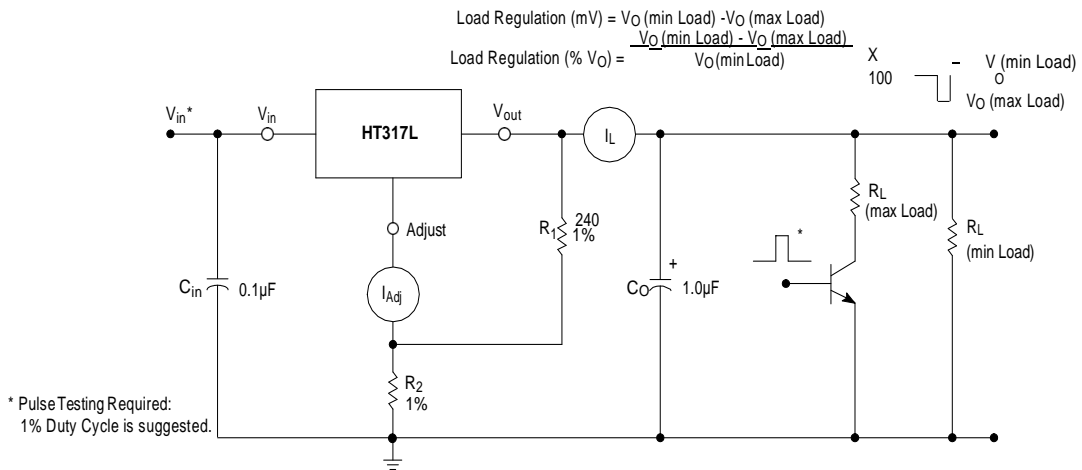 Load Regulation (mV) = VO (min Load) -VO (max Load)
Load Regulation (% VO) = VO (min Load) - VO (max Load)
VO (min Load)
X
100
VO (min Load)
VO (max Load)
Vin*
Vin
HT317L
Vout
IL
Adjust
R1
240
1%
RL
(max Load)
RL
(min Load)
*
Cin
0.1µF
IAdj
+
CO
1.0µF
R2
1%
* Pulse Testing Required:
1% Duty Cycle is suggested.